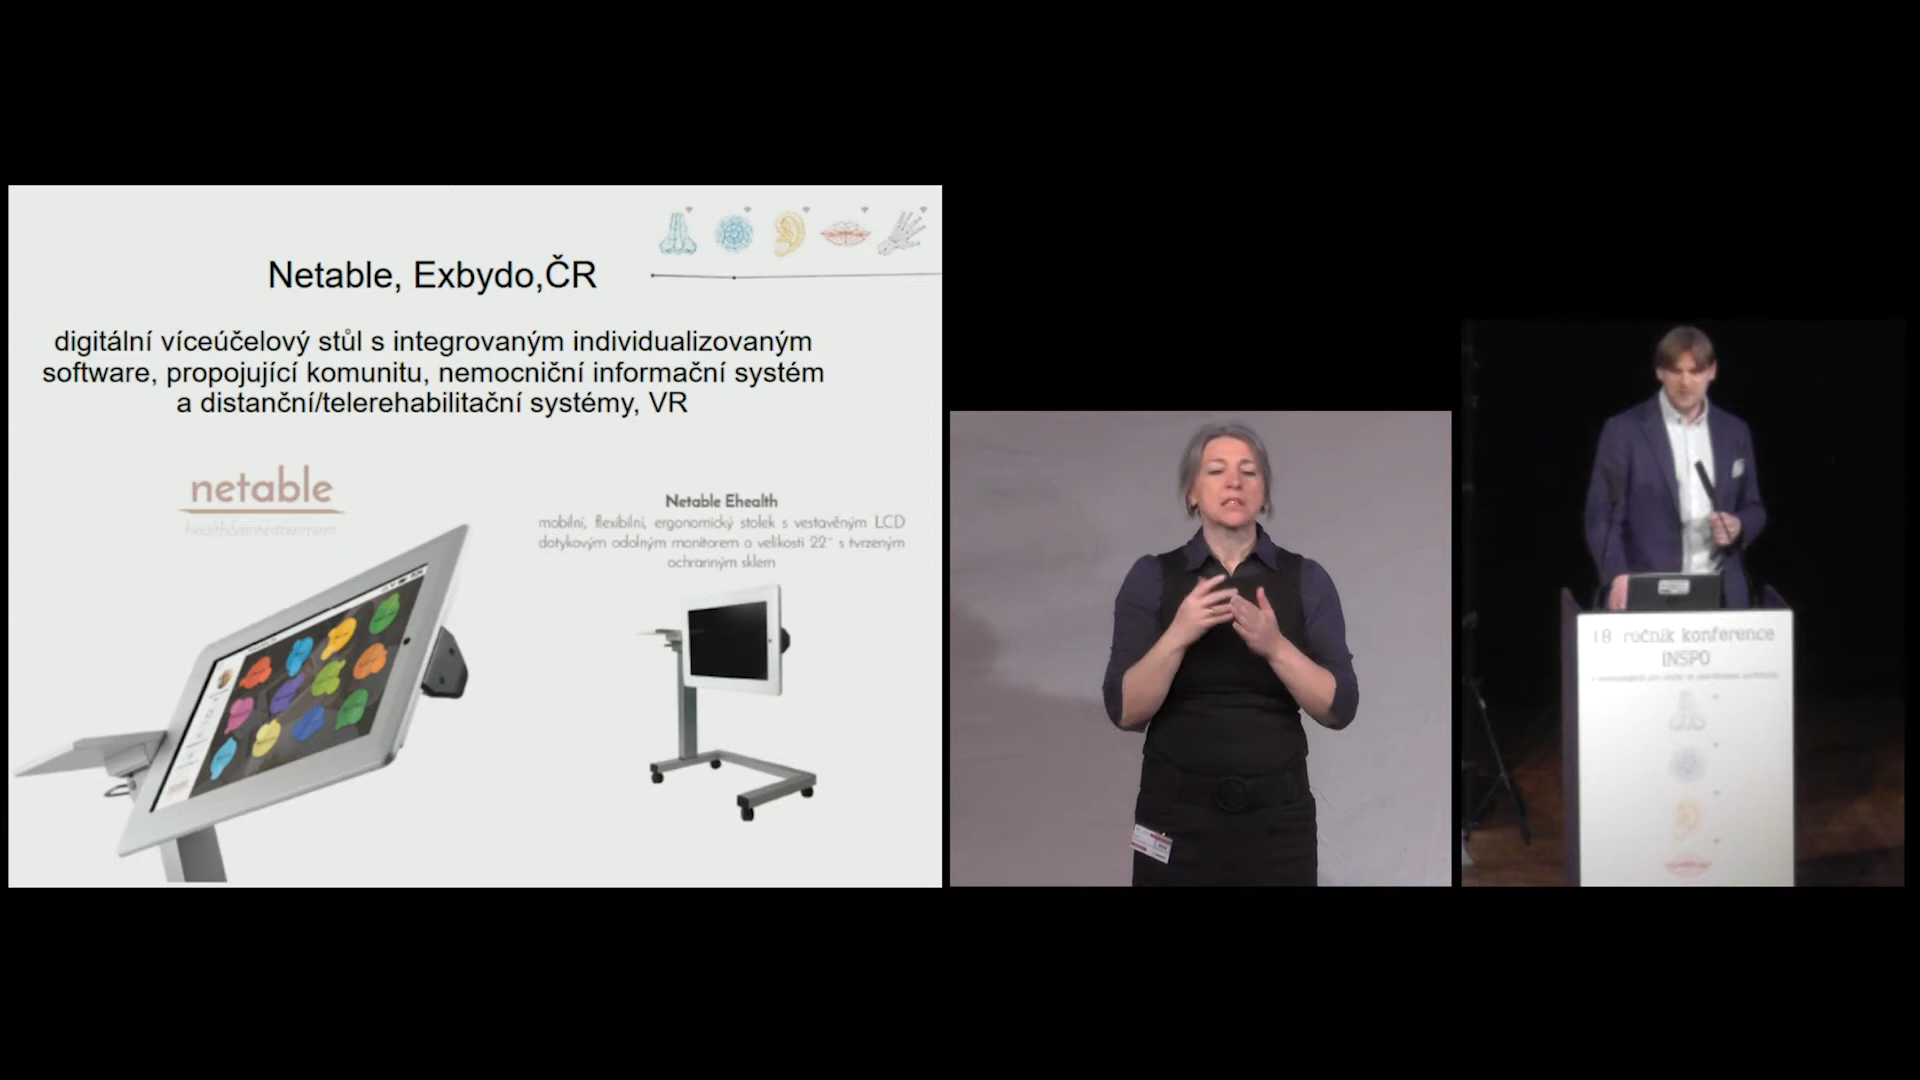 Netable, Exbydo,ČR
digitální víceúčelový stůl s integrovaným individualizovaným
software, propojující komunitu, nemocniční informační systém
a distanční/telerehabilitační systémy, VR
netable
health&entertainment
Netable Ehealth
mobilní, flexibilní, ergonomický stolek s vestavěným LCD
dotykovým odolným monitorem o velikosti 22" s tvrzeným
ochranným sklem
18 ročník konference
INSPO